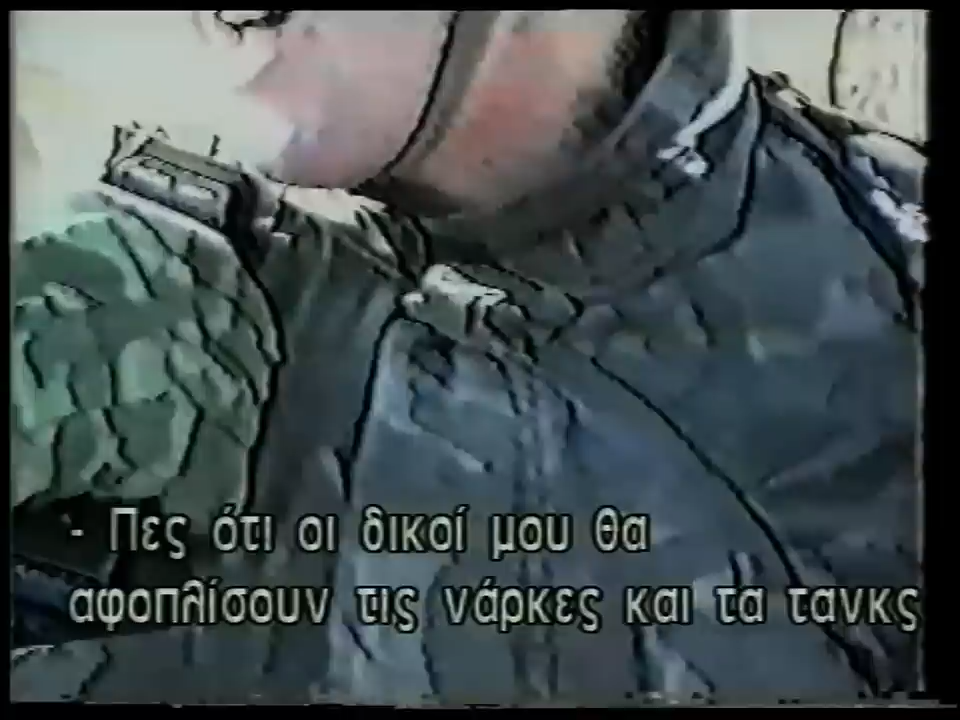 - Πες ότι οι δικοί μου θα
αφοπλίσουν τις νάρκες και τα τανκς